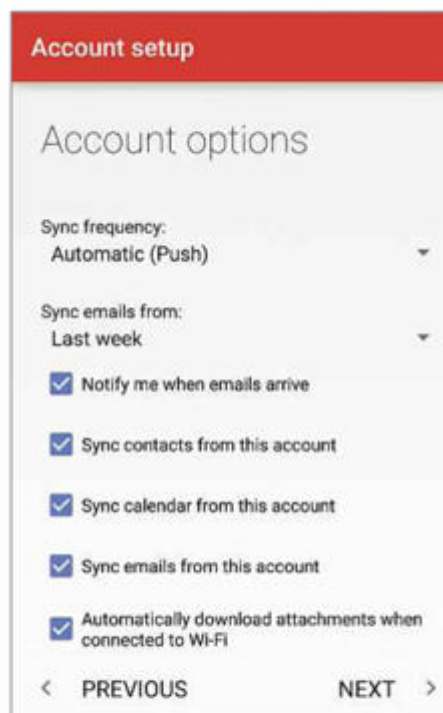 Account setup
Account options
Sync frequency:
Automatic (Push)
Sync emails from:
Last week
Notify me when emails arrive
Sync contacts from this account
Sync calendar from this account
Sync emails from this account
Automatically download attachments when
connected to Wi-Fi
< PREVIOUS NEXT >